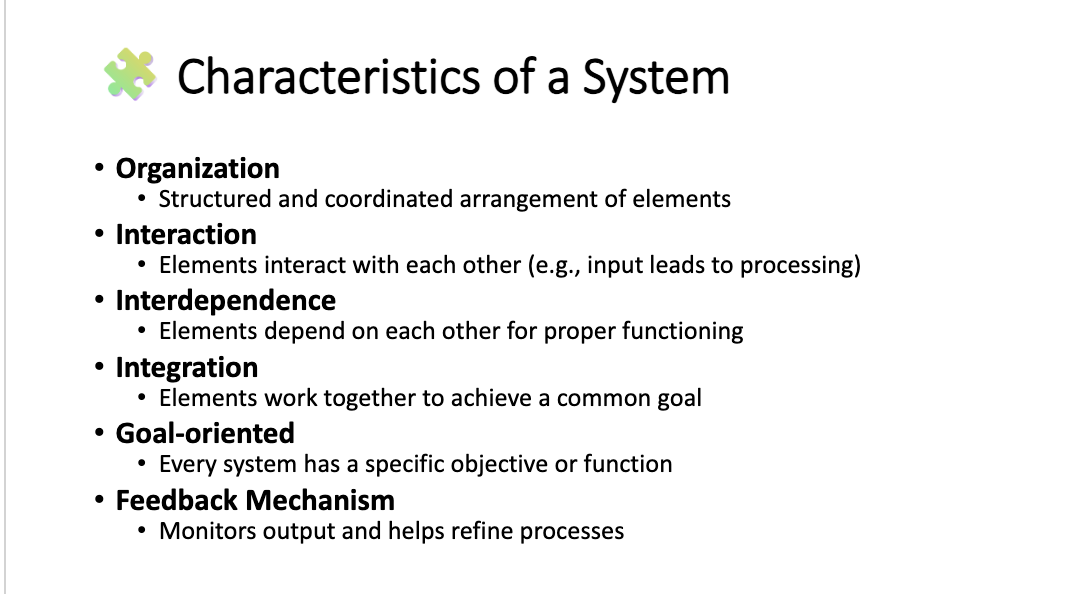 Characteristics of a System
• Organization
• Structured and coordinated arrangement of elements
• Interaction
• Elements interact with each other (e.g., input leads to processing)
• Interdependence
• Elements depend on each other for proper functioning
• Integration
• Elements work together to achieve a common goal
• Goal-oriented
• Every system has a specific objective or function
• Feedback Mechanism
• Monitors output and helps refine processes